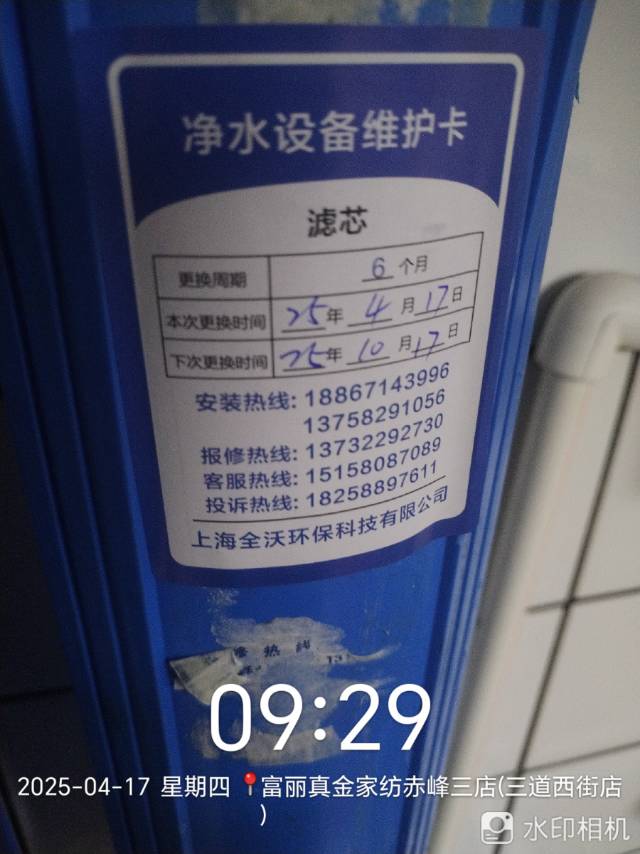 净水设备维护卡
滤芯
更换周期 6 个月
本次更换时间 25年 4 月 17日
下次更换时间 25年 10 月 17日
安装热线: 18867143996
13758291056
报修热线: 13732292730
客服热线: 15158087089
投诉热线: 18258897611
上海全沃环保科技有限公司
热线
13
09:29
2025-04-17 星期四 📍富丽真金家纺赤峰三店(三道西街店
)
水印相机